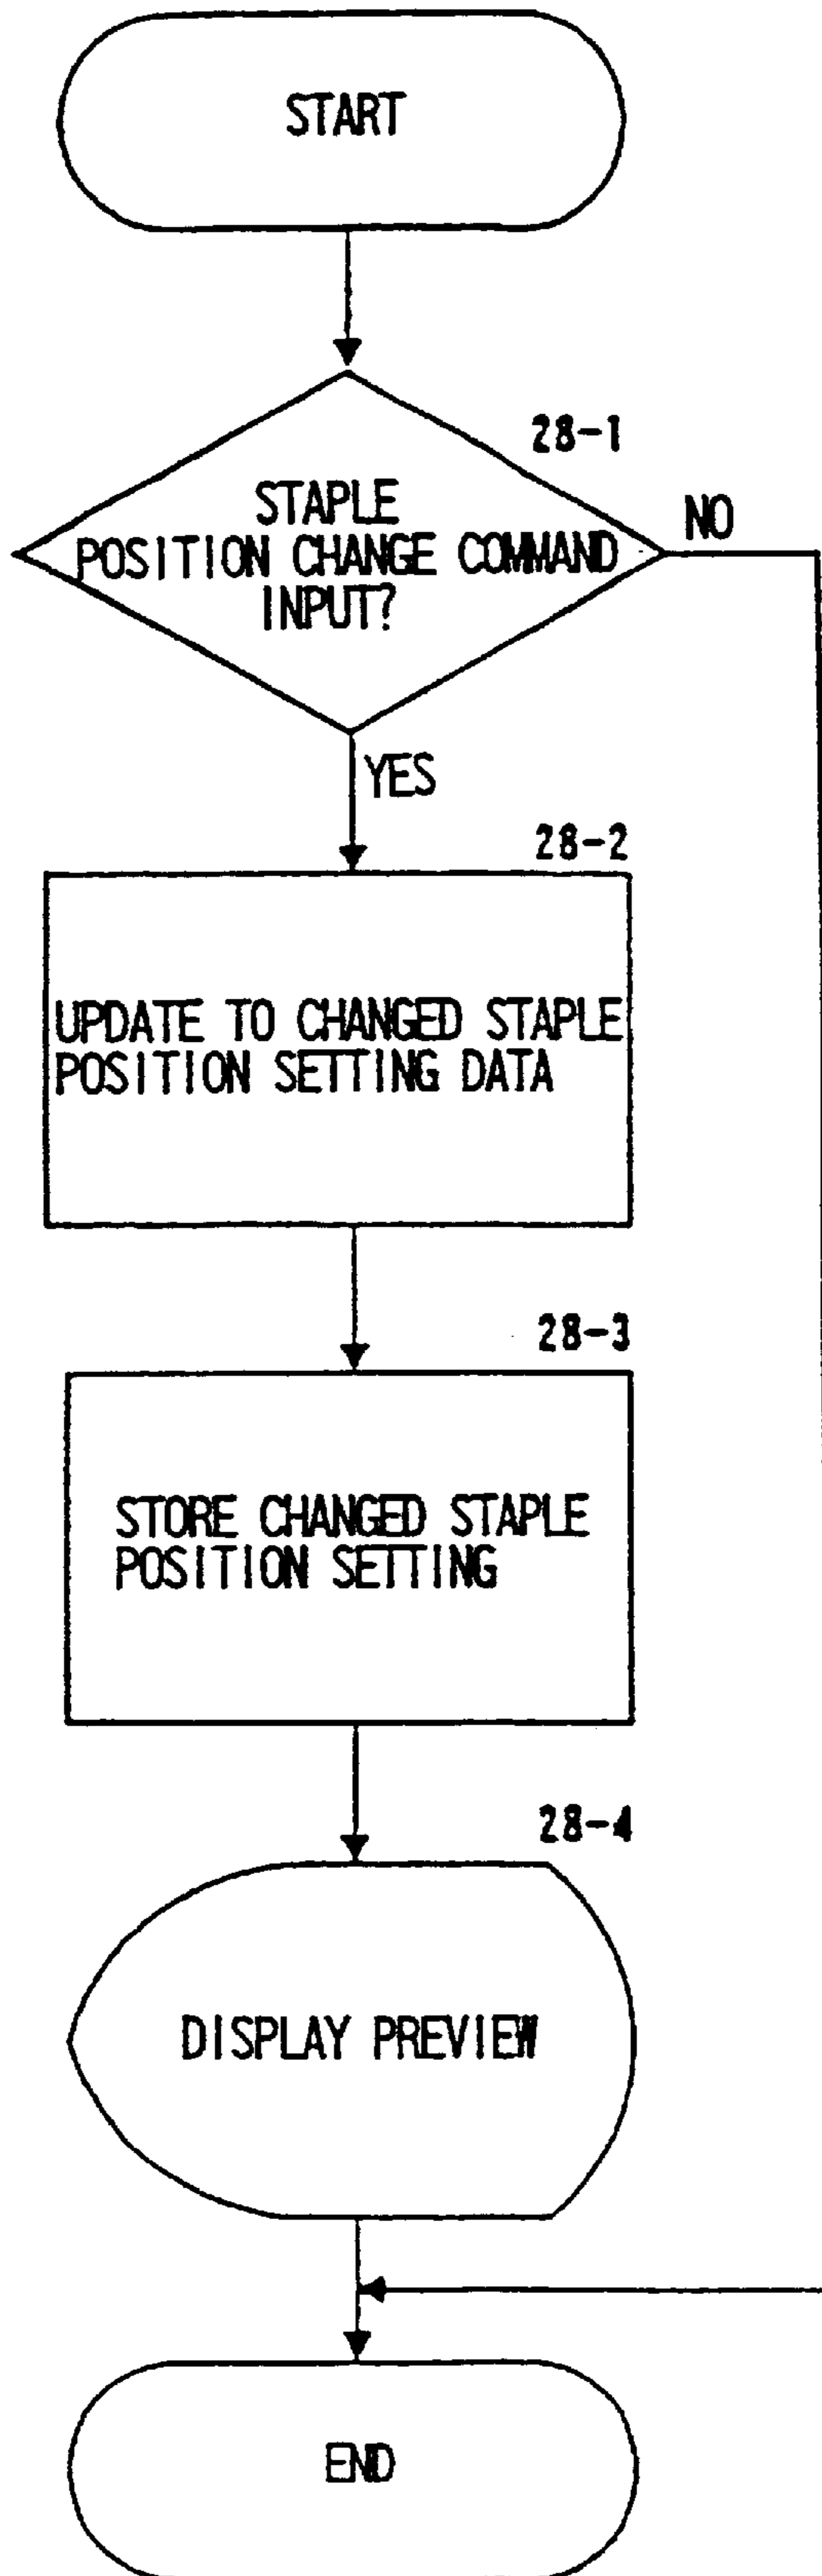 START
28-1
STAPLE
POSITION CHANGE COMMAND
INPUT?
NO
YES
28-2
UPDATE TO CHANGED STAPLE
POSITION SETTING DATA
28-3
STORE CHANGED STAPLE
POSITION SETTING
28-4
DISPLAY PREVIEW
END